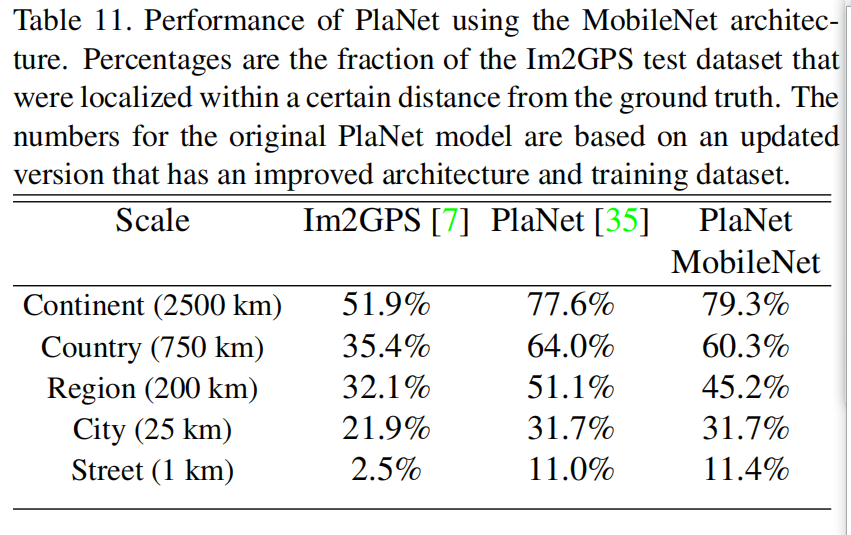 Table 11. Performance of PlaNet using the MobileNet architec-
ture. Percentages are the fraction of the Im2GPS test dataset that
were localized within a certain distance from the ground truth. The
numbers for the original PlaNet model are based on an updated
version that has an improved architecture and training dataset.
Scale Im2GPS [7] PlaNet [35] PlaNet
MobileNet
Continent (2500 km) 51.9% 77.6% 79.3%
Country (750 km) 35.4% 64.0% 60.3%
Region (200 km) 32.1% 51.1% 45.2%
City (25 km) 21.9% 31.7% 31.7%
Street (1 km) 2.5% 11.0% 11.4%